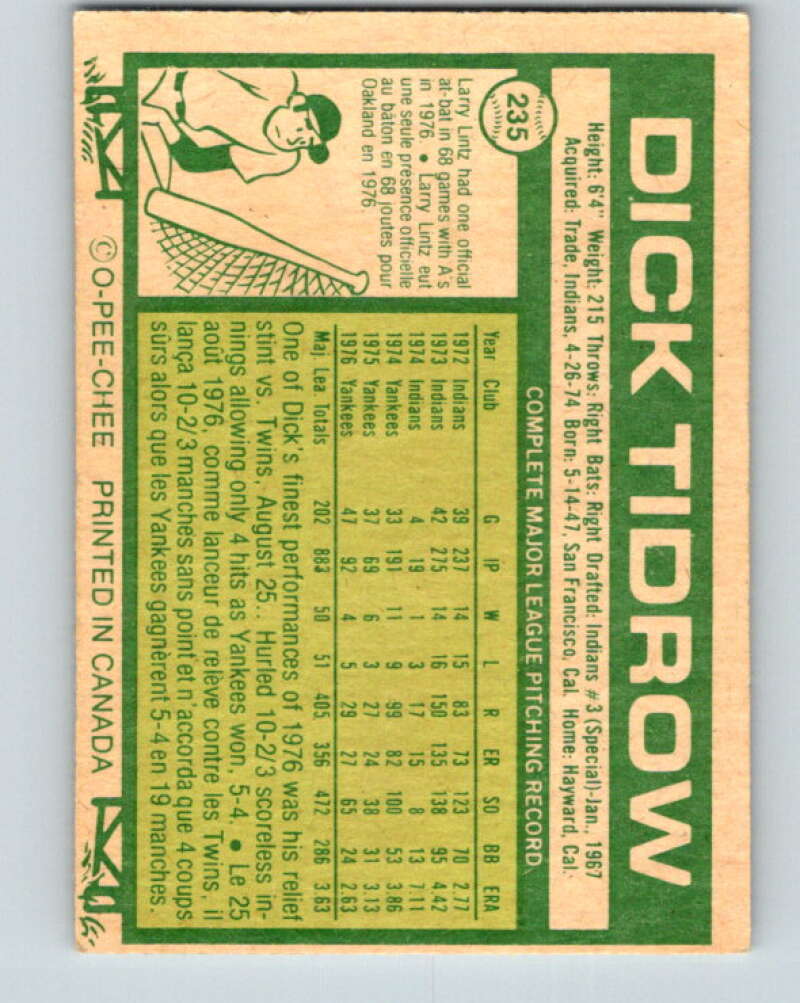 DICK TIDROW
Height: 6'4" Weight: 215 Throws: Right Bats: Right Drafted: Indians #3 (Special)-Jan., 1967
Acquired: Trade, Indians, 4-26-74 Born: 5-14-47, San Francisco, Cal. Home: Hayward, Cal.
235
Larry Lintz had one official
at-bat in 68 games with A's
in 1976. • Larry Lintz eut
une seule présence officielle
au bâton en 68 joutes pour
Oakland en 1976.
COMPLETE MAJOR LEAGUE PITCHING RECORD
Year Club G IP W L R ER SO BB ERA
1972 Indians 39 237 14 15 83 73 123 70 2.77
1973 Indians 42 275 14 16 150 135 138 95 4.42
1974 Indians 4 19 1 3 17 15 8 13 7.11
1974 Yankees 33 191 11 9 99 82 100 53 3.86
1975 Yankees 37 69 6 3 27 24 38 31 3.13
1976 Yankees 47 92 4 5 29 27 65 24 2.63
Maj. Lea. Totals 202 883 50 51 405 356 472 286 3.63
One of Dick's finest performances of 1976 was his relief
stint vs. Twins, August 25.. Hurled 10-2/3 scoreless in-
nings allowing only 4 hits as Yankees won, 5-4. • Le 25
août 1976, comme lanceur de relève contre les Twins, il
lança 10-2/3 manches sans point et n'accorda que 4 coups
sûrs alors que les Yankees gagnèrent 5-4 en 19 manches.
© O-PEE-CHEE PRINTED IN CANADA